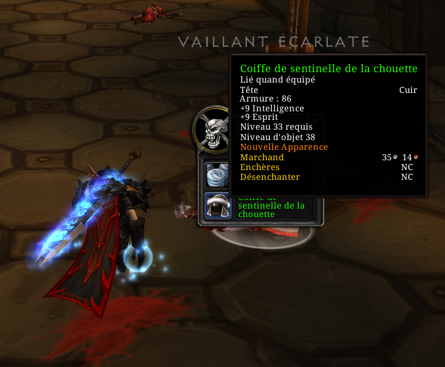 VAILLANT ÉCARLATE
Coiffe de sentinelle de la chouette
Lié quand équipé
Tête Cuir
Armure : 86
+9 Intelligence
+9 Esprit
Niveau 33 requis
Niveau d'objet 38
Nouvelle Apparence
Marchand 35 14
Enchères NC
Désenchanter NC
Coiffe de
sentinelle de la
chouette